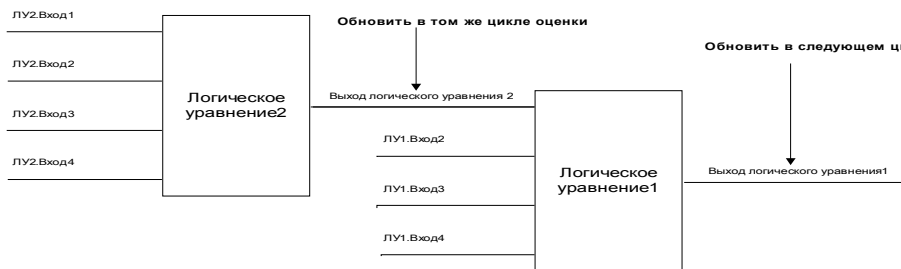 ЛУ2.Вход1
Обновить в том же цикле оценки
Обновить в следующем
ЛУ2.Вход2
Логическое
уравнение2
Выход логического уравнения 2
ЛУ2.Вход3
ЛУ1.Вход2
ЛУ2.Вход4
Логическое
уравнение1
Выход логического уравнения1
ЛУ1.Вход3
ЛУ1.Вход4